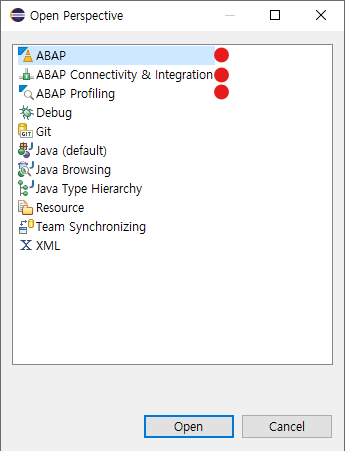 Open Perspective
ABAP
ABAP Connectivity & Integration
ABAP Profiling
Debug
Git
Java (default)
Java Browsing
Java Type Hierarchy
Resource
Team Synchronizing
XML
Open
Cancel